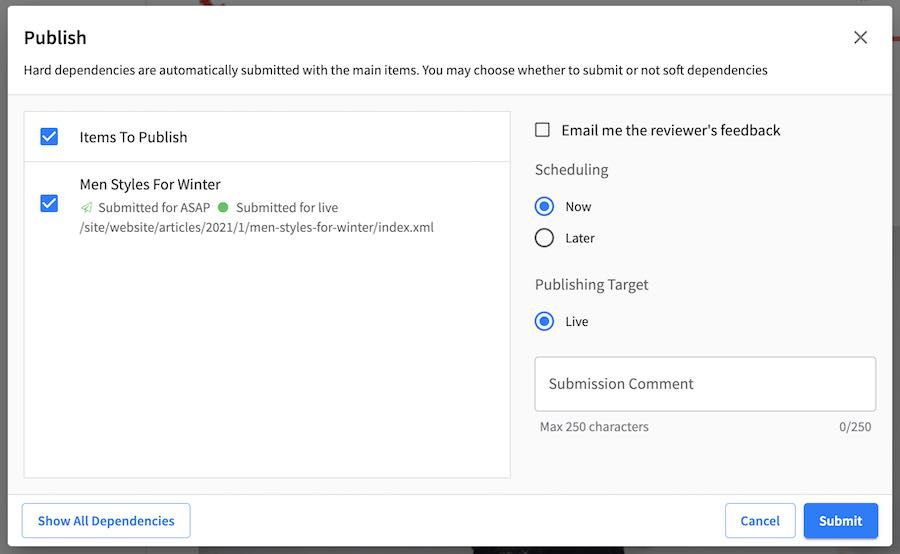 Publish
Hard dependencies are automatically submitted with the main items. You may choose whether to submit or not soft dependencies
Items To Publish
Men Styles For Winter
Submitted for ASAP Submitted for live
/site/website/articles/2021/1/men-styles-for-winter/index.xml
Email me the reviewer's feedback
Scheduling
Now
Later
Publishing Target
Live
Submission Comment
Max 250 characters 0/250
Show All Dependencies
Cancel
Submit